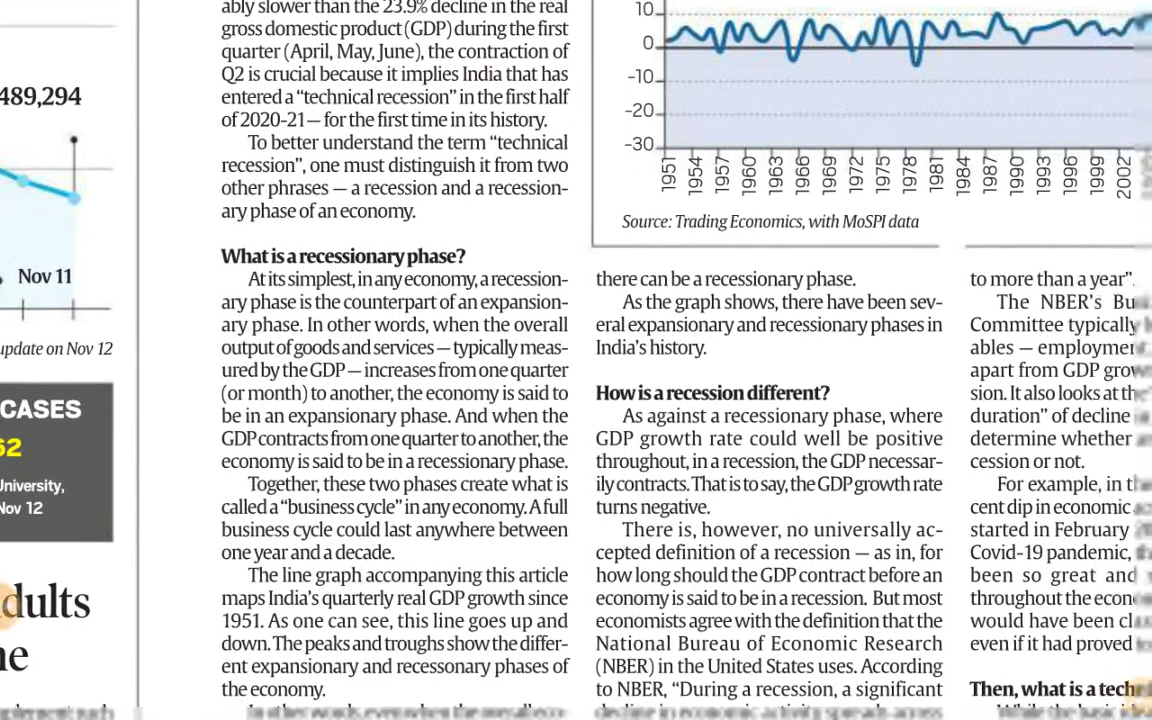 489,294
Nov 11
update on Nov 12
CASES
62
University,
Nov 12
dults
ne
ably slower than the 23.9% decline in the real
gross domestic product (GDP) during the first
quarter (April, May, June), the contraction of
Q2 is crucial because it implies India that has
entered a “technical recession” in the first half
of 2020-21 — for the first time in its history.
To better understand the term “technical
recession”, one must distinguish it from two
other phrases — a recession and a recession-
ary phase of an economy.
What is a recessionary phase?
At its simplest, in any economy, a recession-
ary phase is the counterpart of an expansion-
ary phase. In other words, when the overall
output of goods and services — typically meas-
ured by the GDP — increases from one quarter
(or month) to another, the economy is said to
be in an expansionary phase. And when the
GDP contracts from one quarter to another, the
economy is said to be in a recessionary phase.
Together, these two phases create what is
called a “business cycle” in any economy. A full
business cycle could last anywhere between
one year and a decade.
The line graph accompanying this article
maps India’s quarterly real GDP growth since
1951. As one can see, this line goes up and
down. The peaks and troughs show the differ-
ent expansionary and recessonary phases of
the economy.
10
0
-10
-20
-30
1951 1954 1957 1960 1963 1966 1969 1972 1975 1978 1981 1984 1987 1990 1993 1996 1999 2002
Source: Trading Economics, with MoSPI data
there can be a recessionary phase.
As the graph shows, there have been sev-
eral expansionary and recessionary phases in
India’s history.
How is a recession different?
As against a recessionary phase, where
GDP growth rate could well be positive
throughout, in a recession, the GDP necessar-
ily contracts. That is to say, the GDP growth rate
turns negative.
There is, however, no universally ac-
cepted definition of a recession — as in, for
how long should the GDP contract before an
economy is said to be in a recession. But most
economists agree with the definition that the
National Bureau of Economic Research
(NBER) in the United States uses. According
to NBER, “During a recession, a significant
to more than a year”.
The NBER’s Bu
Committee typically
ables — employment
apart from GDP grow
sion. It also looks at the
duration” of decline
determine whether
cession or not.
For example, in t
cent dip in economic
started in February
Covid-19 pandemic,
been so great and
throughout the econ
would have been cl
even if it had proved
Then, what is a tech